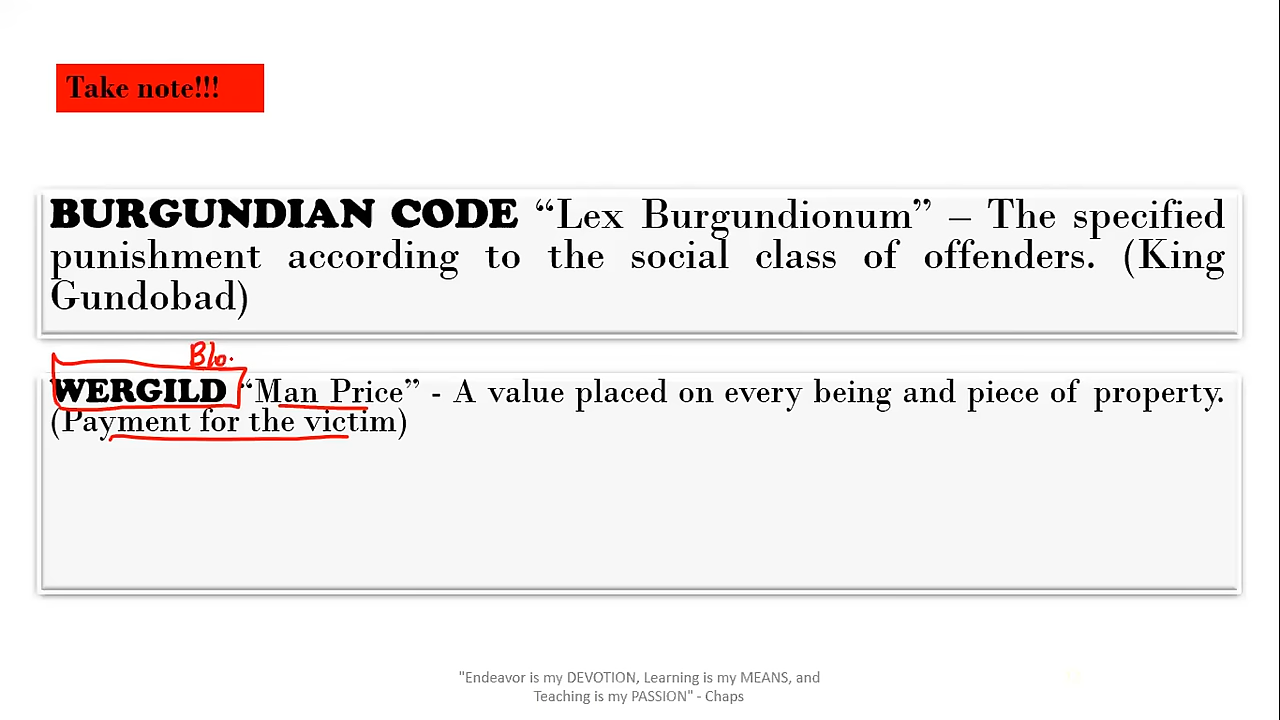 Take note!!!
BURGUNDIAN CODE “Lex Burgundionum” – The specified
punishment according to the social class of offenders. (King
Gundobad)
Blo.
WERGILD “Man Price” - A value placed on every being and piece of property.
(Payment for the victim)
"Endeavor is my DEVOTION, Learning is my MEANS, and
Teaching is my PASSION" - Chaps